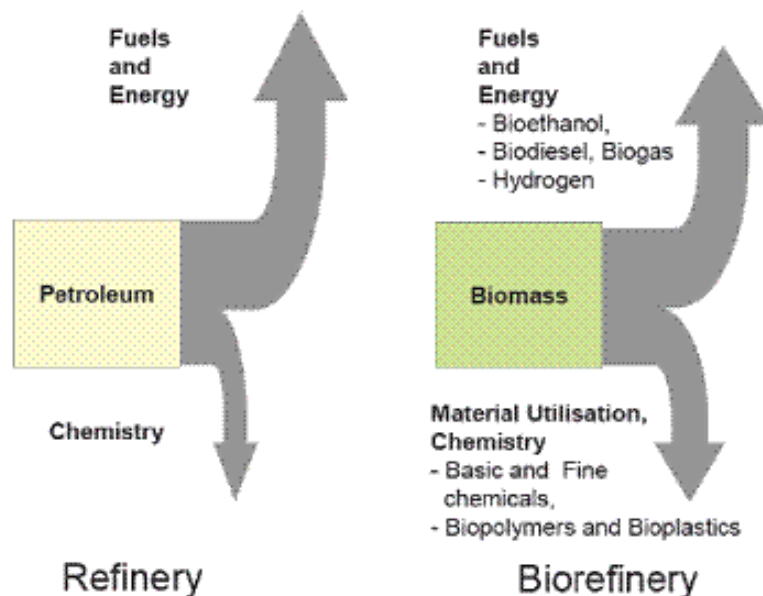 Fuels
and
Energy
Petroleum
Chemistry
Refinery
Fuels
and
Energy
- Bioethanol,
- Biodiesel, Biogas
- Hydrogen
Biomass
Material Utilisation,
Chemistry
- Basic and Fine
chemicals,
- Biopolymers and Bioplastics
Biorefinery